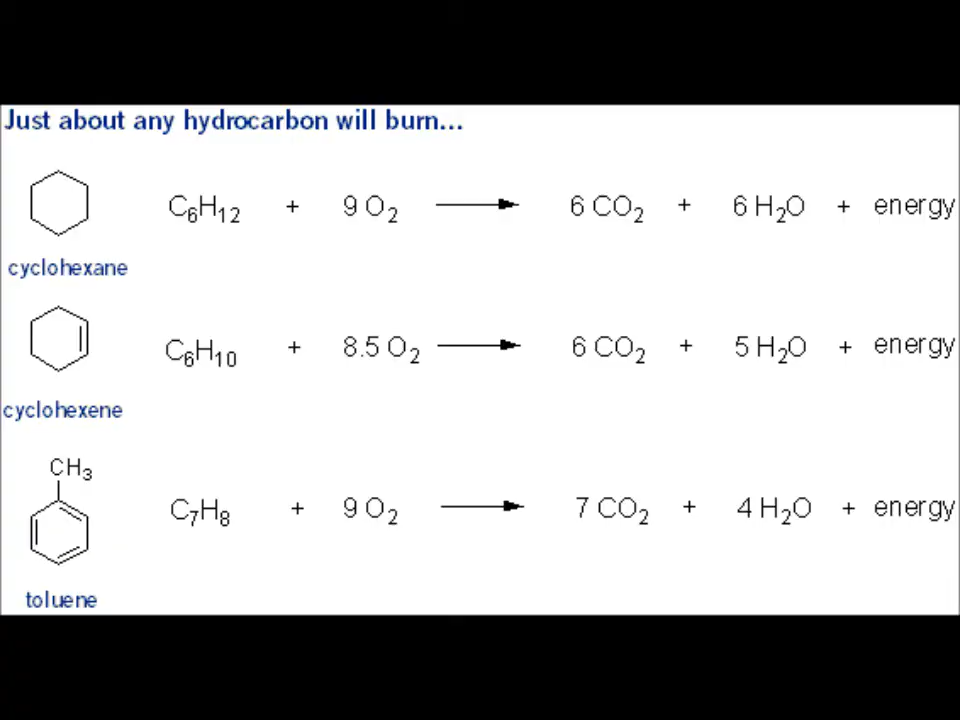 Just about any hydrocarbon will burn...
C₆H₁₂ + 9 O₂ → 6 CO₂ + 6 H₂O + energy
cyclohexane
C₆H₁₀ + 8.5 O₂ → 6 CO₂ + 5 H₂O + energy
cyclohexene
CH₃
C₇H₈ + 9 O₂ → 7 CO₂ + 4 H₂O + energy
toluene